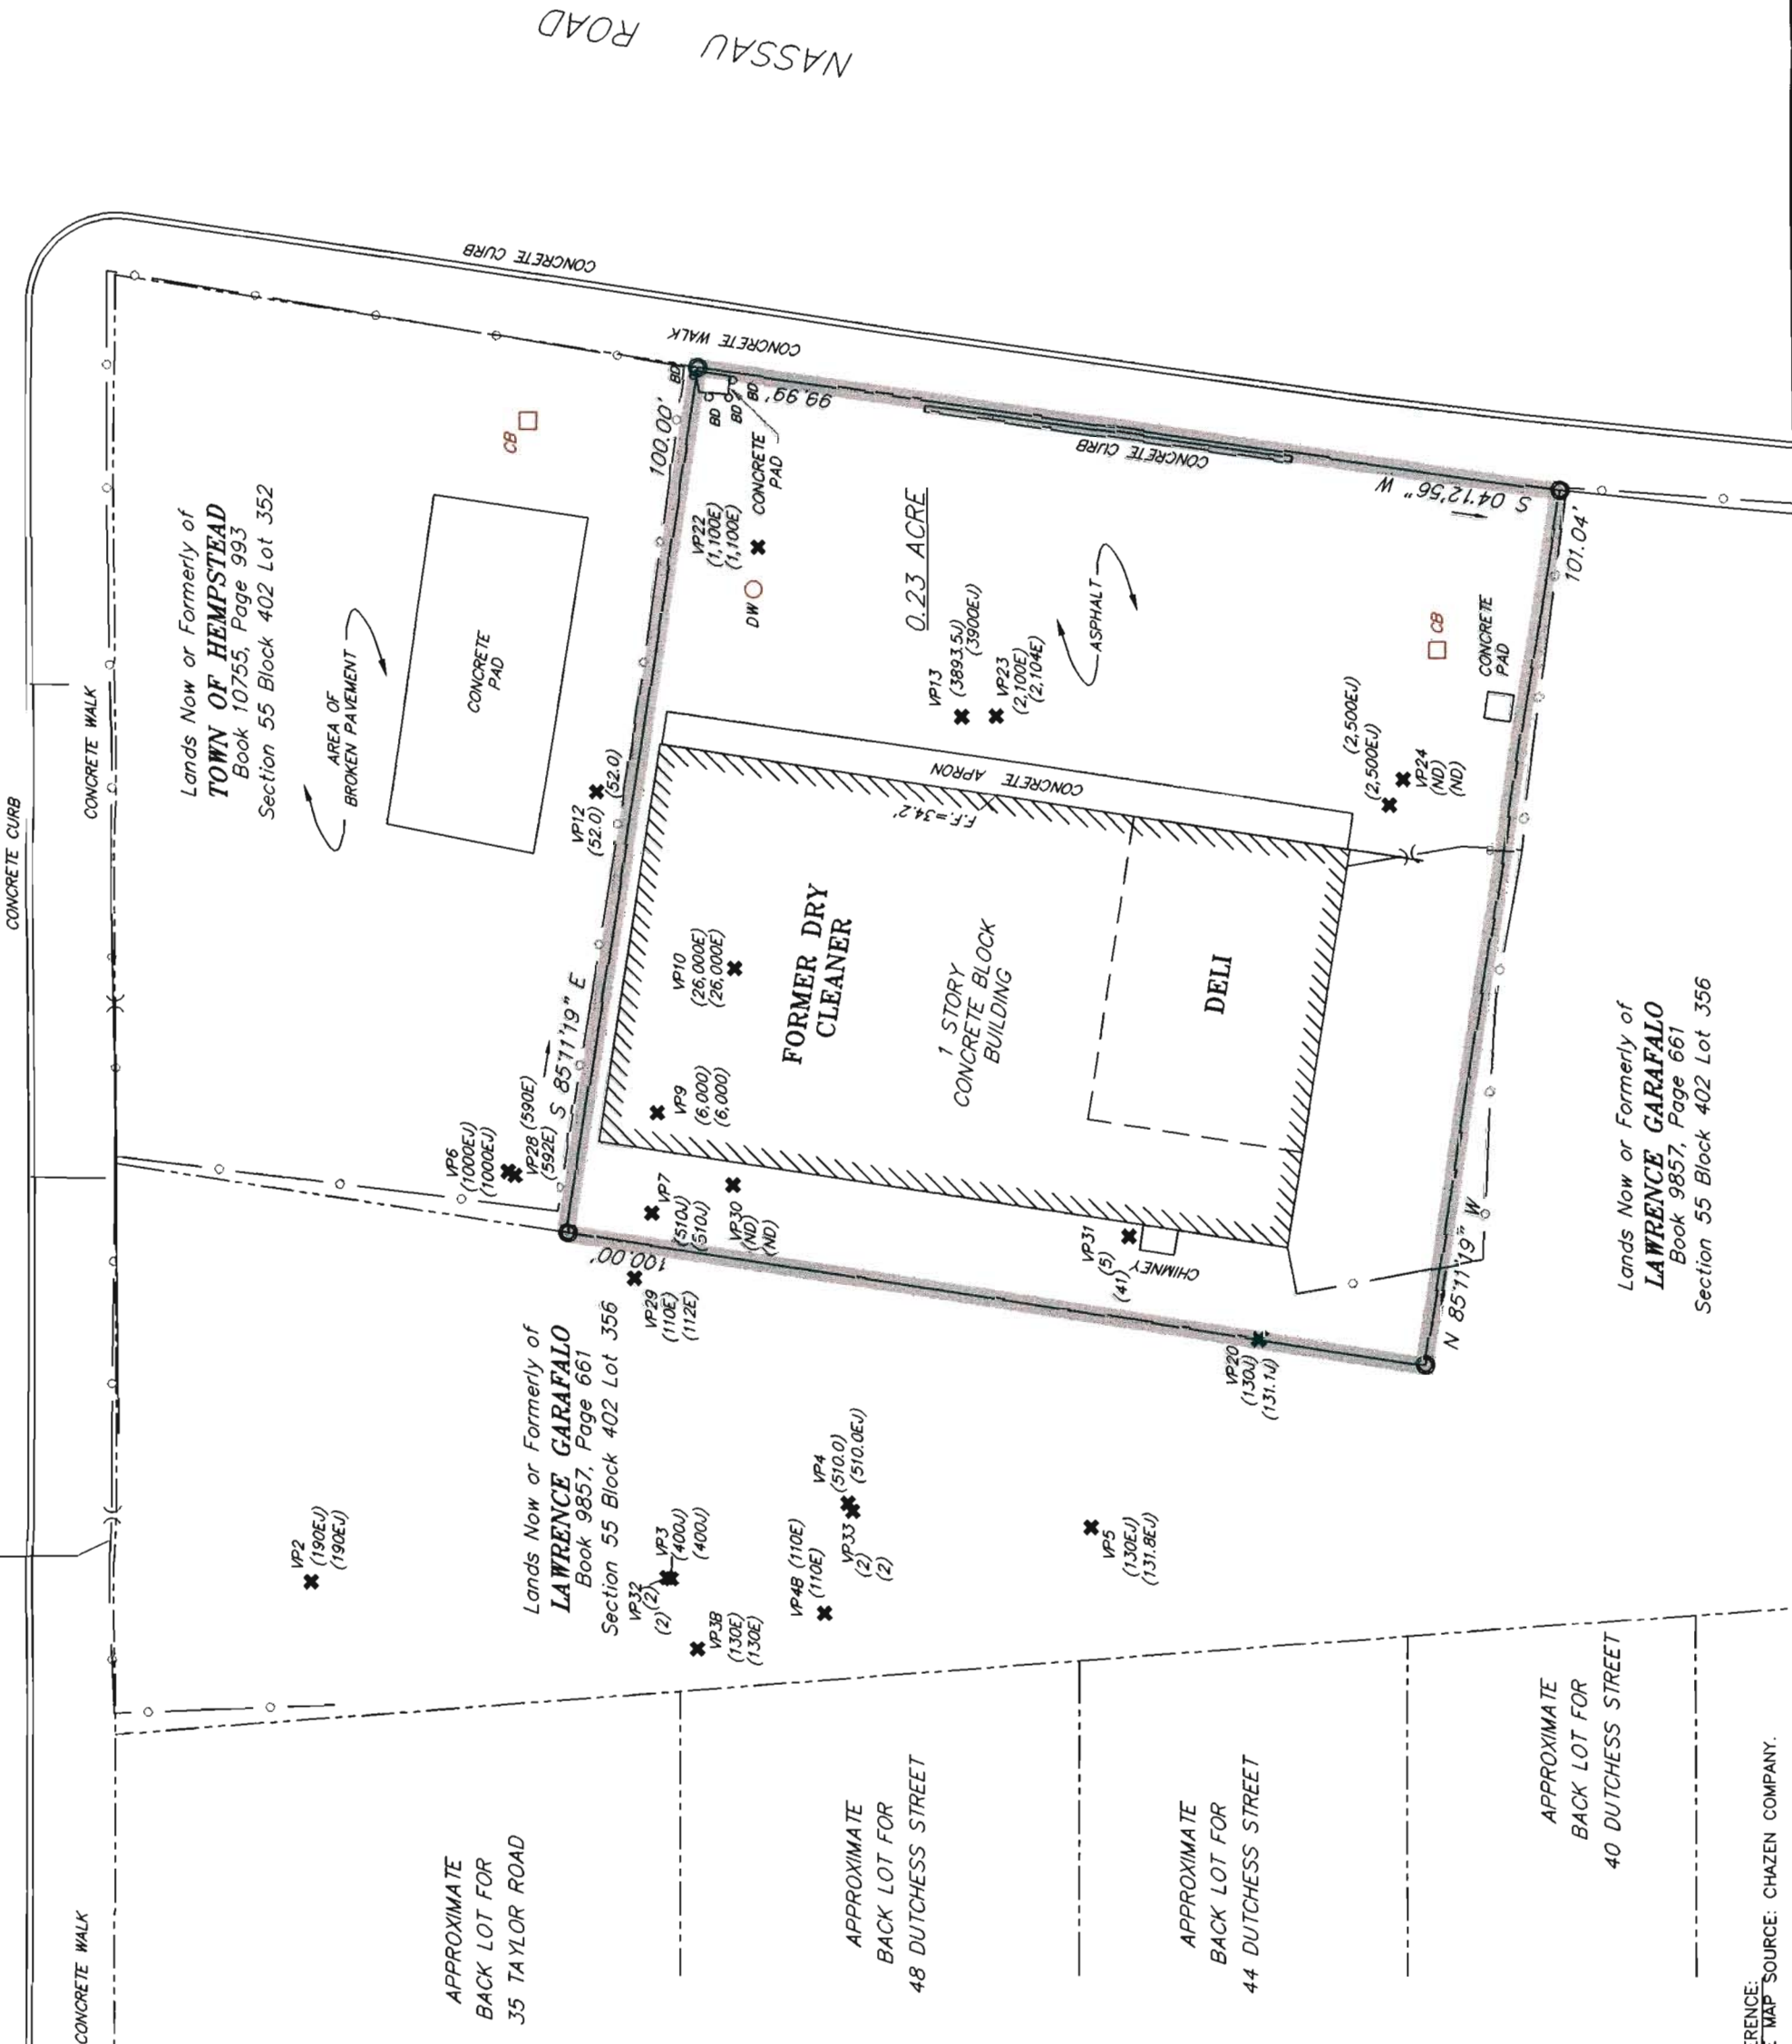 NASSAU ROAD
CONCRETE CURB
CONCRETE CURB
CONCRETE WALK
CONCRETE WALK
CONCRETE WALK
Lands Now or Formerly of
TOWN OF HEMPSTEAD
Book 10755, Page 993
Section 55 Block 402 Lot 352
AREA OF
BROKEN PAVEMENT
CONCRETE
PAD
CB
100.00'
BD
BD
BD
BD
99.99'
CONCRETE
PAD
VP22
(1,100E)
(1,100E)
DW
0.23 ACRE
CONCRETE CURB
S 04°12'56" W
101.04'
ASPHALT
VP13
(3893.5J)
(3900EJ)
VP23
(2,100E)
(2,104E)
CB
CONCRETE
PAD
(2,500EJ)
(2,500EJ)
VP24
(ND)
(ND)
VP12
(52.0)
(52.0)
CONCRETE APRON
F.F.=34.2'
VP10
(26,000E)
(26,000E)
FORMER DRY
CLEANER
1 STORY
CONCRETE BLOCK
BUILDING
DELI
VP9
(6,000)
(6,000)
S 85°11'19" E
VP6
(1000EJ)
(1000EJ)
VP28 (590E)
(592E)
VP7
(510J)
(510J)
VP30
(ND)
(ND)
100.00'
VP29
(110E)
(112E)
VP31
(5)
(41)
CHIMNEY
VP20
(130J)
(131.1J)
N 85°11'19" W
Lands Now or Formerly of
LAWRENCE GARAFALO
Book 9857, Page 661
Section 55 Block 402 Lot 356
Lands Now or Formerly of
LAWRENCE GARAFALO
Book 9857, Page 661
Section 55 Block 402 Lot 356
VP2
(190EJ)
(190EJ)
VP3
(400J)
(400J)
VP32
(2)
(2)
VP3B
(130E)
(130E)
VP4
(510.0)
(510.0EJ)
VP33
(2)
(2)
VP4B (110E)
(110E)
VP5
(130EJ)
(131.8EJ)
APPROXIMATE
BACK LOT FOR
35 TAYLOR ROAD
APPROXIMATE
BACK LOT FOR
48 DUTCHESS STREET
APPROXIMATE
BACK LOT FOR
44 DUTCHESS STREET
APPROXIMATE
BACK LOT FOR
40 DUTCHESS STREET
RENCE:
MAP SOURCE: CHAZEN COMPANY.